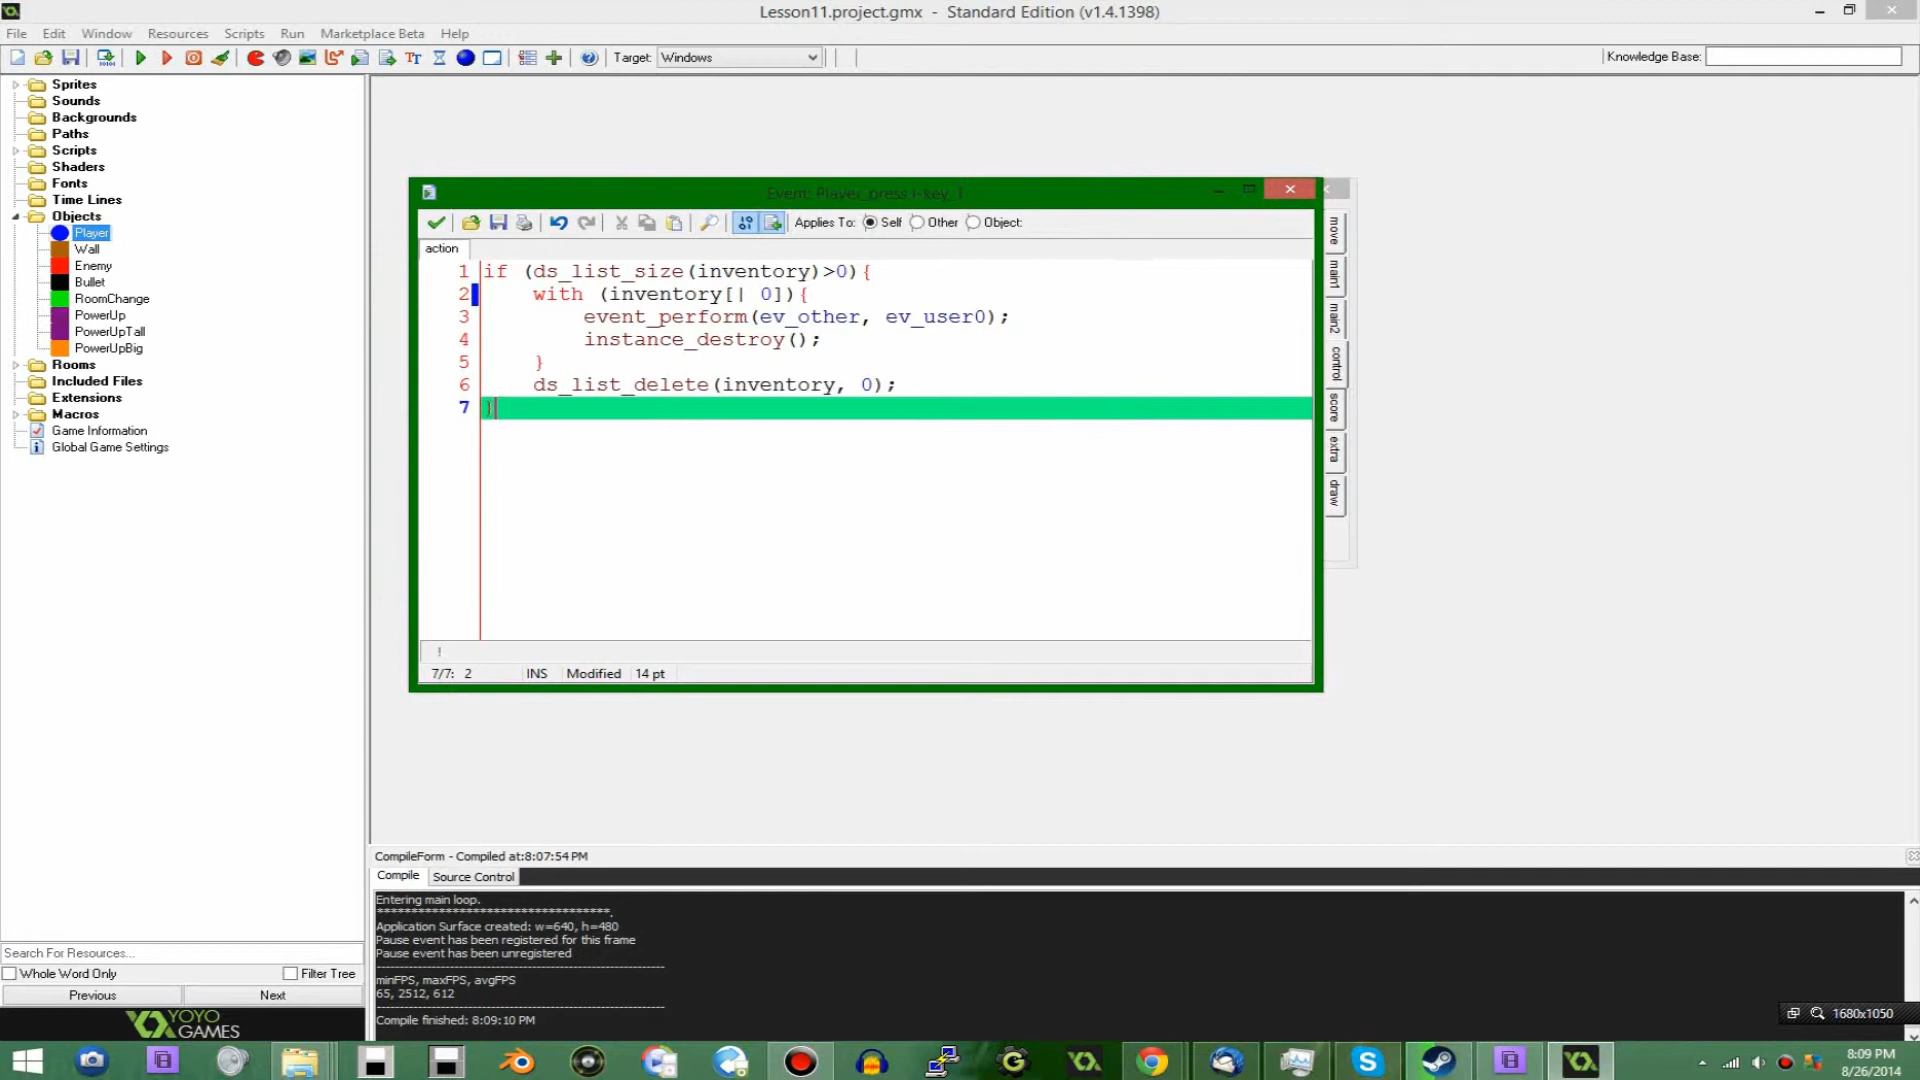 Lesson11.project.gmx - Standard Edition (v1.4.1398)
File Edit Window Resources Scripts Run Marketplace Beta Help
Target: Windows
Knowledge Base:
Sprites
Sounds
Backgrounds
Paths
Scripts
Shaders
Fonts
Time Lines
Objects
Player
Wall
Enemy
Bullet
RoomChange
PowerUp
PowerUpTall
PowerUpBig
Rooms
Included Files
Extensions
Macros
Game Information
Global Game Settings
Event: Player_press I-key_1
Applies To: Self Other Object:
action
1 if (ds_list_size(inventory)>0){
2 with (inventory[| 0]){
3 event_perform(ev_other, ev_user0);
4 instance_destroy();
5 }
6 ds_list_delete(inventory, 0);
7 }
!
7/7: 2 INS Modified 14 pt
move
main1
main2
control
score
extra
draw
CompileForm - Compiled at:8:07:54 PM
Compile Source Control
Entering main loop.
**************************************.
Application Surface created: w=640, h=480
Pause event has been registered for this frame
Pause event has been unregistered
minFPS, maxFPS, avgFPS
65, 2512, 612
Compile finished: 8:09:10 PM
Search For Resources...
Whole Word Only Filter Tree
Previous Next
YOYO GAMES
1680x1050
8:09 PM
8/26/2014